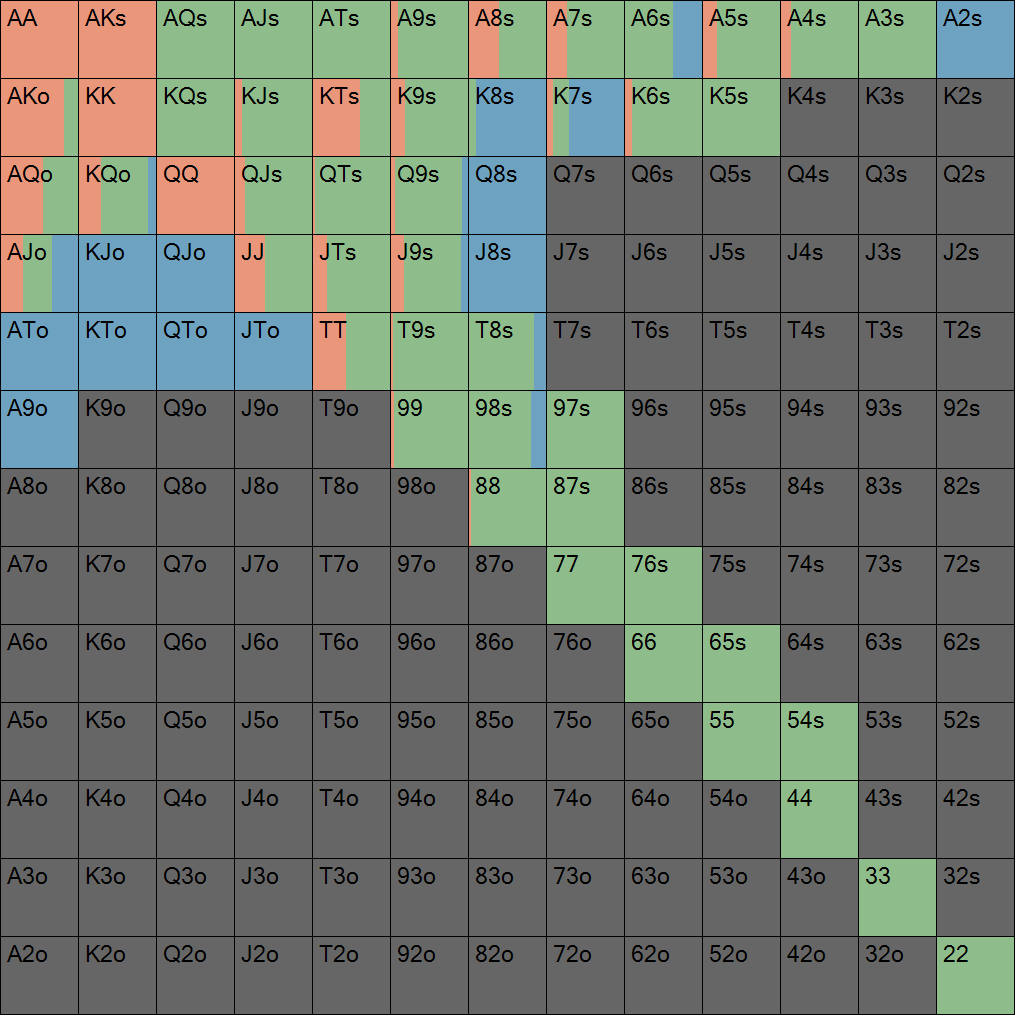 AA AKs AQs AJs ATs A9s A8s A7s A6s A5s A4s A3s A2s
AKo KK KQs KJs KTs K9s K8s K7s K6s K5s K4s K3s K2s
AQo KQo QQ QJs QTs Q9s Q8s Q7s Q6s Q5s Q4s Q3s Q2s
AJo KJo QJo JJ JTs J9s J8s J7s J6s J5s J4s J3s J2s
ATo KTo QTo JTo TT T9s T8s T7s T6s T5s T4s T3s T2s
A9o K9o Q9o J9o T9o 99 98s 97s 96s 95s 94s 93s 92s
A8o K8o Q8o J8o T8o 98o 88 87s 86s 85s 84s 83s 82s
A7o K7o Q7o J7o T7o 97o 87o 77 76s 75s 74s 73s 72s
A6o K6o Q6o J6o T6o 96o 86o 76o 66 65s 64s 63s 62s
A5o K5o Q5o J5o T5o 95o 85o 75o 65o 55 54s 53s 52s
A4o K4o Q4o J4o T4o 94o 84o 74o 64o 54o 44 43s 42s
A3o K3o Q3o J3o T3o 93o 83o 73o 63o 53o 43o 33 32s
A2o K2o Q2o J2o T2o 92o 82o 72o 62o 52o 42o 32o 22